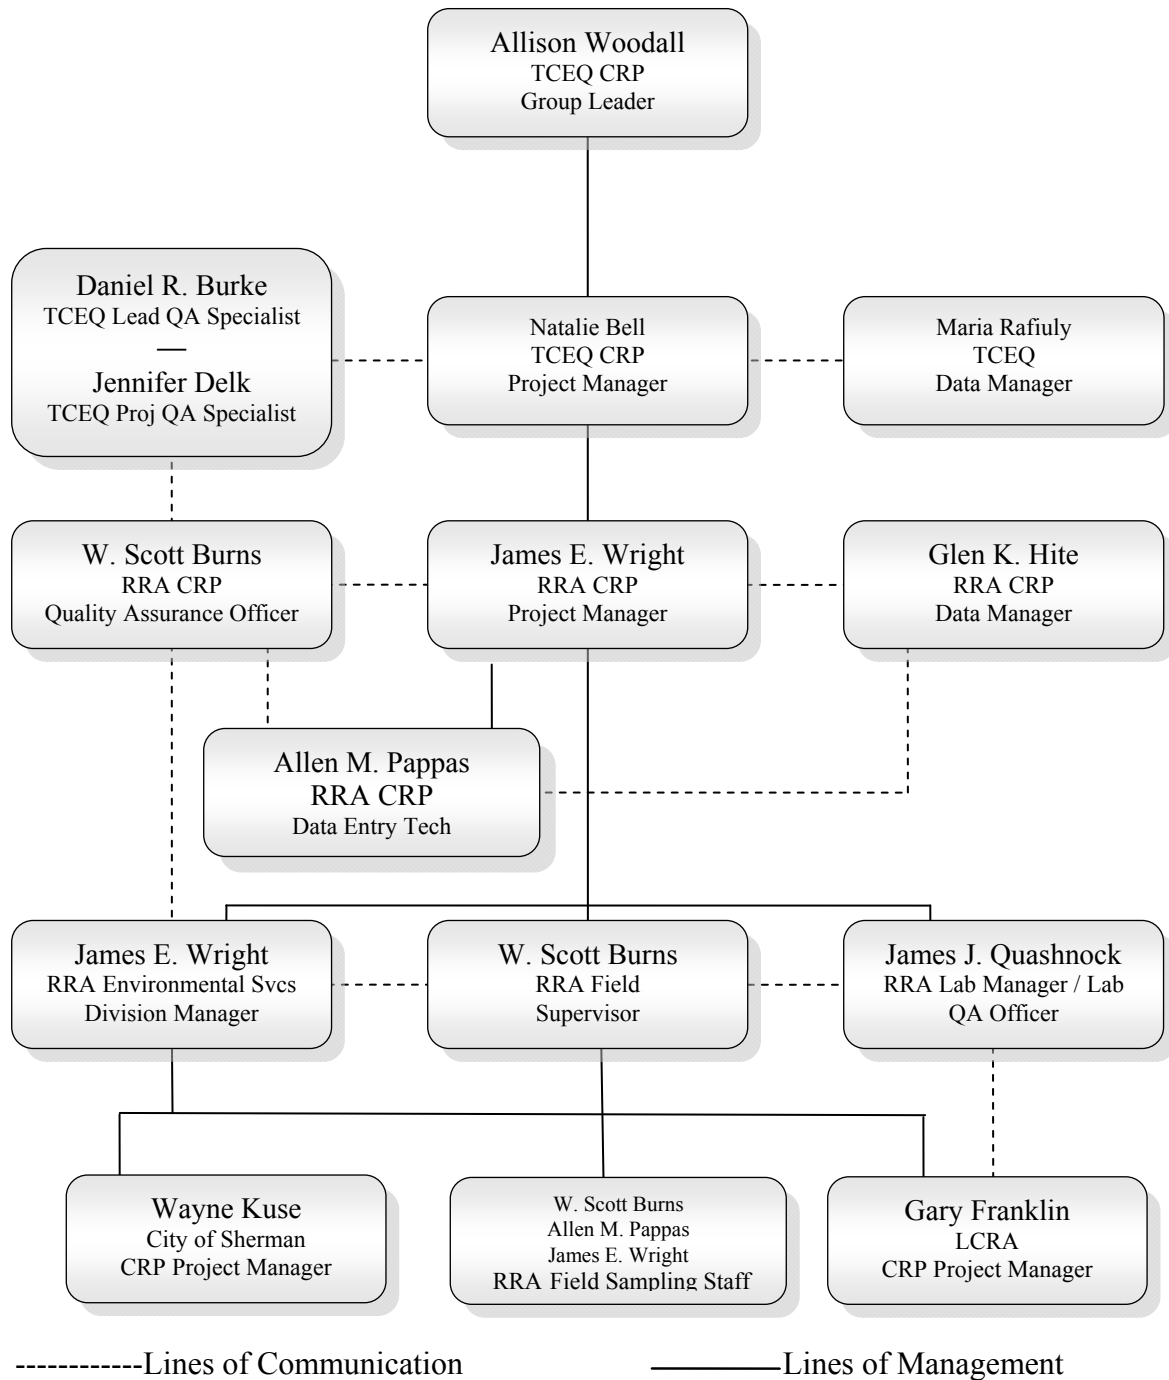 Allison Woodall
TCEQ CRP
Group Leader
Daniel R. Burke
TCEQ Lead QA Specialist
Jennifer Delk
TCEQ Proj QA Specialist
Natalie Bell
TCEQ CRP
Project Manager
Maria Rafiuly
TCEQ
Data Manager
W. Scott Burns
RRA CRP
Quality Assurance Officer
James E. Wright
RRA CRP
Project Manager
Glen K. Hite
RRA CRP
Data Manager
Allen M. Pappas
RRA CRP
Data Entry Tech
James E. Wright
RRA Environmental Svcs
Division Manager
W. Scott Burns
RRA Field
Supervisor
James J. Quashnock
RRA Lab Manager / Lab
QA Officer
Wayne Kuse
City of Sherman
CRP Project Manager
W. Scott Burns
Allen M. Pappas
James E. Wright
RRA Field Sampling Staff
Gary Franklin
LCRA
CRP Project Manager
------------Lines of Communication
Lines of Management